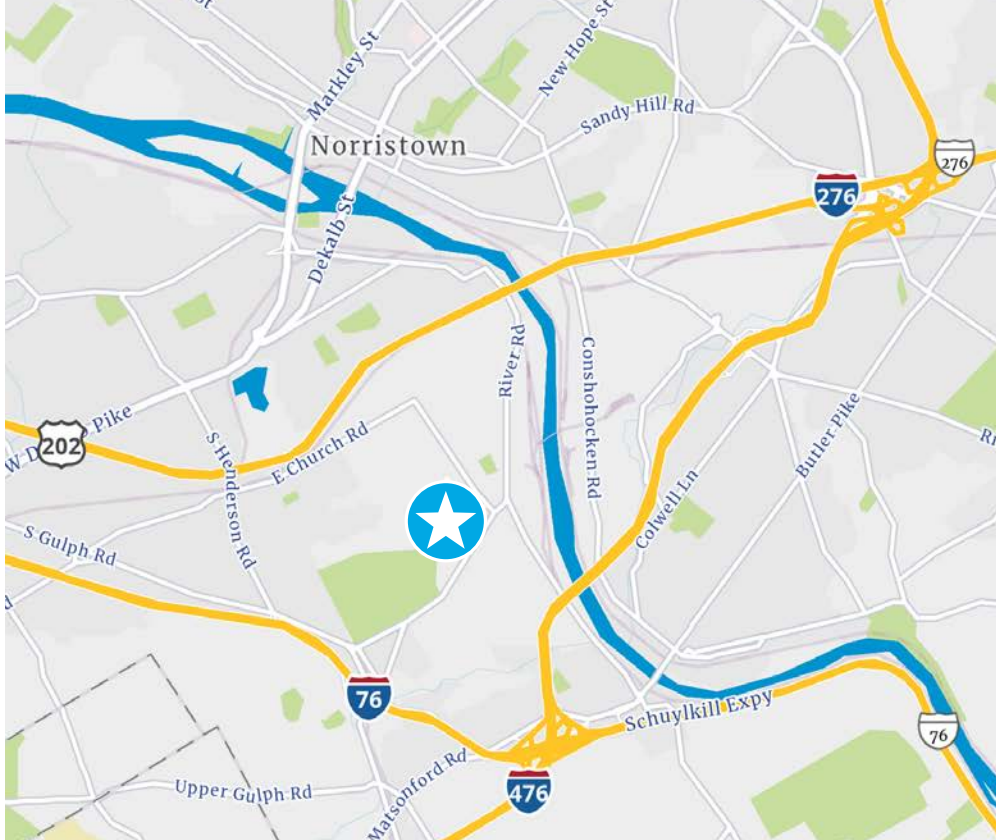 Markley St
New Hope St
Sandy Hill Rd
Norristown
276
276
Dekalb St
River Rd
Conshohocken Rd
Butler Pike
202
Pike
S Henderson Rd
E Church Rd
Colwell Ln
S Gulph Rd
76
Schuylkill Expy
76
Matsonford Rd
476
Upper Gulph Rd